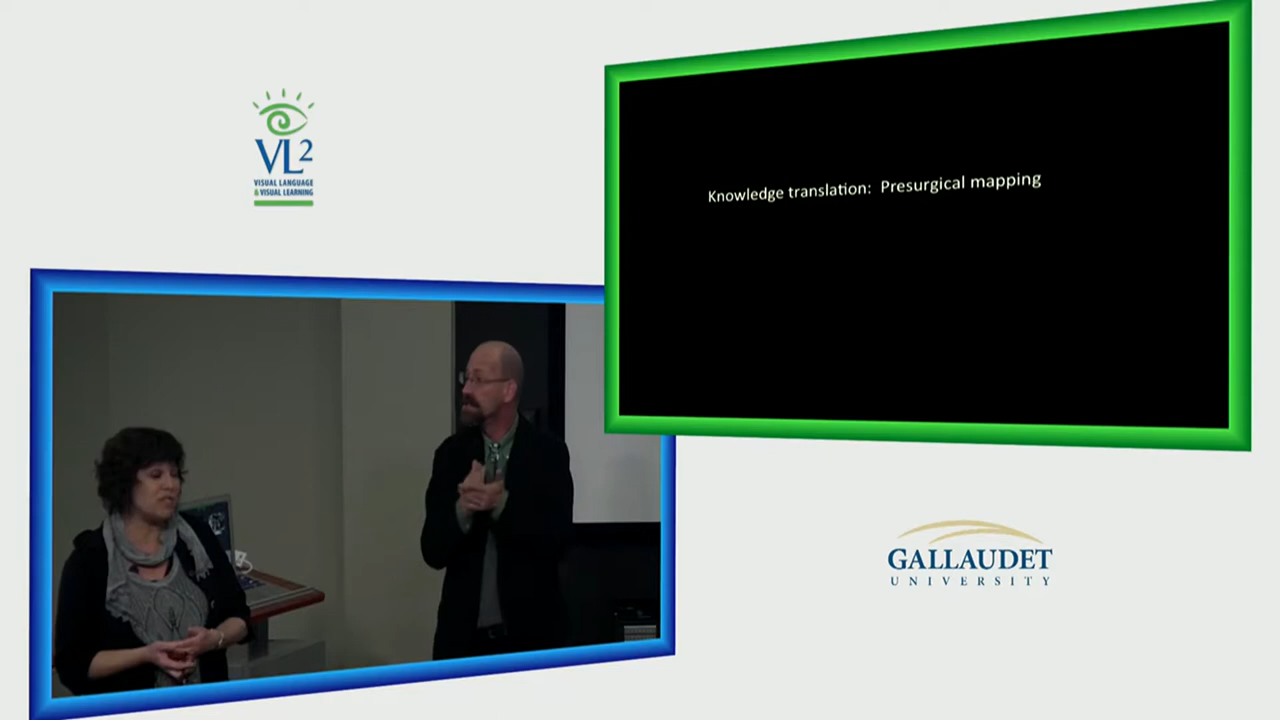 VL2
VISUAL LANGUAGE
& VISUAL LEARNING
Knowledge translation: Presurgical mapping
GALLAUDET
UNIVERSITY